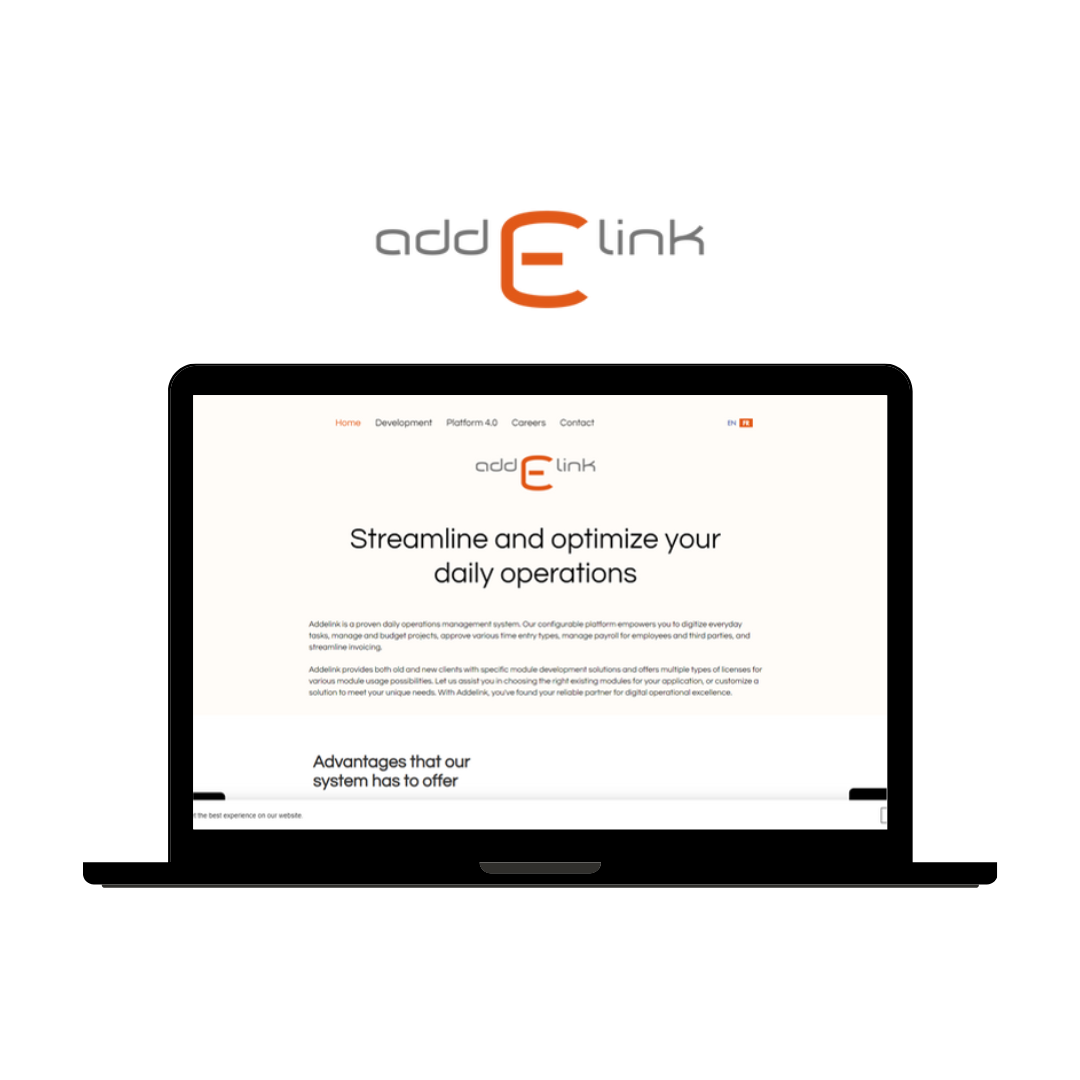 addElink
Home Development Platform 4.0 Careers Contact EN FR
addElink
Streamline and optimize your
daily operations
Addelink is a proven daily operations management system. Our configurable platform empowers you to digitize everyday
tasks, manage and budget projects, approve various time entry types, manage payroll for employees and third parties, and
streamline invoicing.
Addelink provides both old and new clients with specific module development solutions and offers multiple types of licenses for
various module usage possibilities. Let us assist you in choosing the right existing modules for your application, or customize a
solution to meet your unique needs. With Addelink, you've found your reliable partner for digital operational excellence.
Advantages that our
system has to offer
t the best experience on our website.